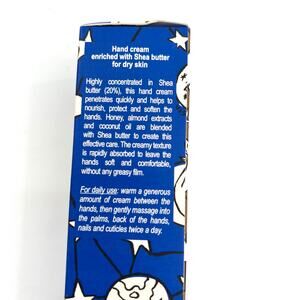 Hand cream
enriched with Shea butter
for dry skin
Highly concentrated in Shea
butter (20%), this hand cream
penetrates quickly and helps to
nourish, protect and soften the
hands. Honey, almond extracts
and coconut oil are blended
with Shea butter to create this
effective care. The creamy texture
is rapidly absorbed to leave the
hands soft and comfortable,
without any greasy film.
For daily use: warm a generous
amount of cream between the
hands, then gently massage into
the palms, back of the hands,
nails and cuticles twice a day.